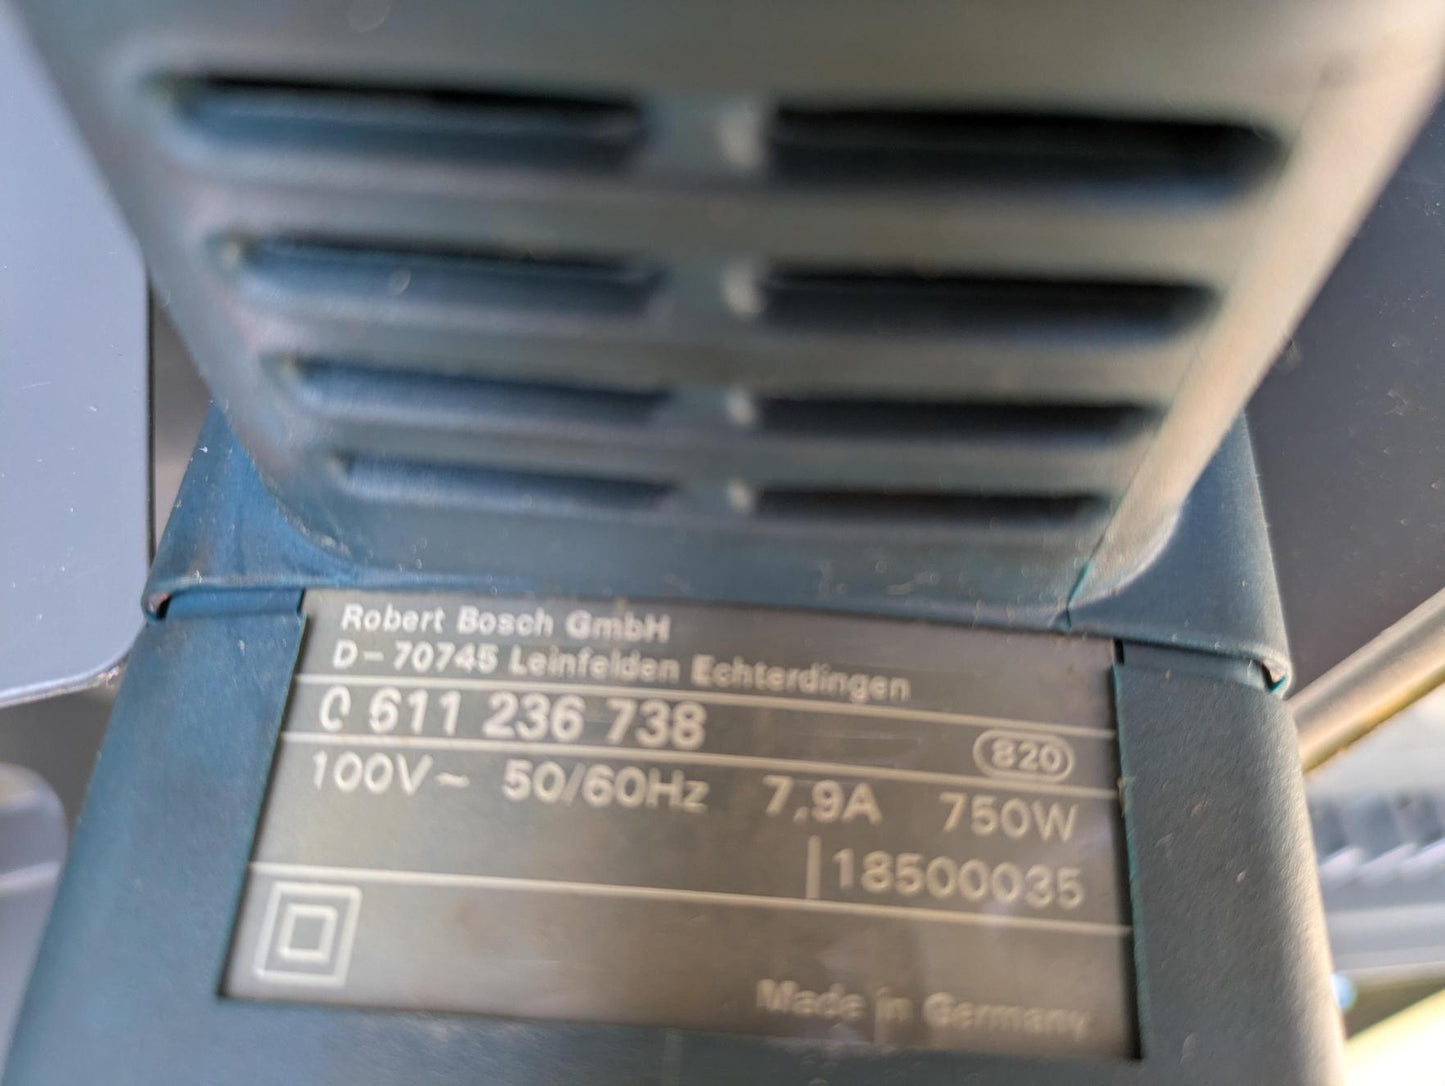 Robert Bosch GmbH
D-70745 Leinfelden Echterdingen
0 611 236 738
820
100V~ 50/60Hz 7,9A 750W
18500035
Made in Germany